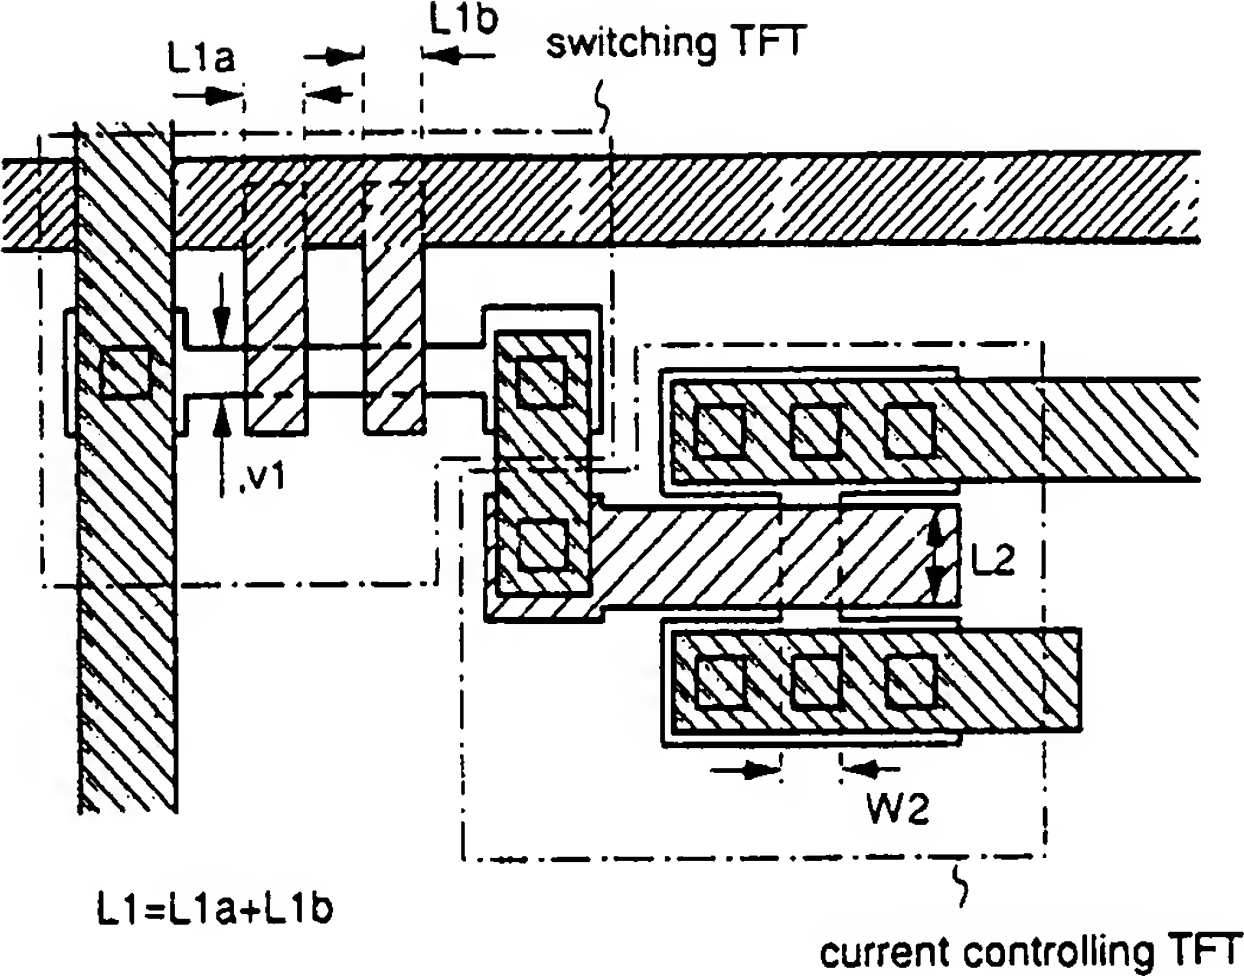 L1b
switching TFT
L1a
.v1
L2
W2
L1=L1a+L1b
current controlling TFT